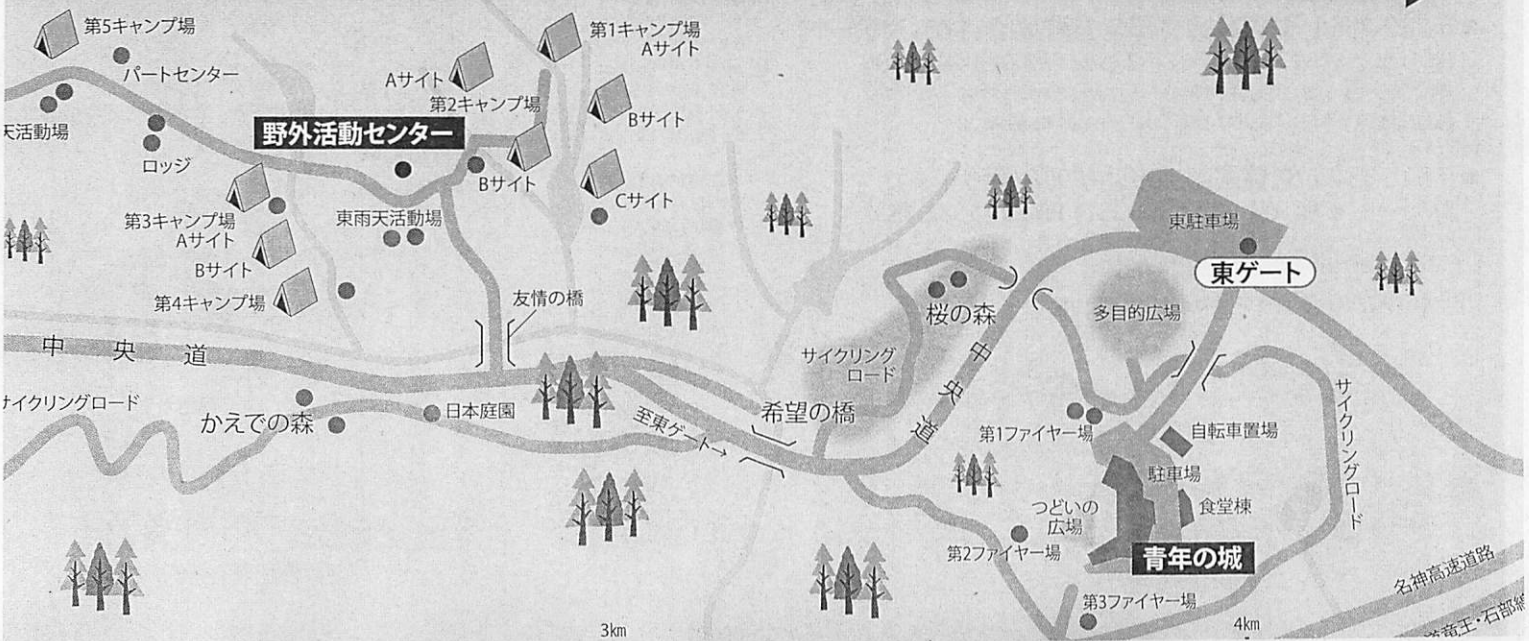 第5キャンプ場
パートセンター
天活動場
ロッジ
野外活動センター
Aサイト
第2キャンプ場
Bサイト
第1キャンプ場
Aサイト
Bサイト
Cサイト
第3キャンプ場
Aサイト
Bサイト
第4キャンプ場
東雨天活動場
友情の橋
中央道
サイクリングロード
かえでの森
日本庭園
至東ゲート→
希望の橋
サイクリング
ロード
桜の森
中央道
東駐車場
東ゲート
多目的広場
第1ファイヤー場
自転車置場
駐車場
つどいの
広場
食堂棟
第2ファイヤー場
青年の城
第3ファイヤー場
サイクリングロード
名神高速道路
道竜王・石部線
3km
4km